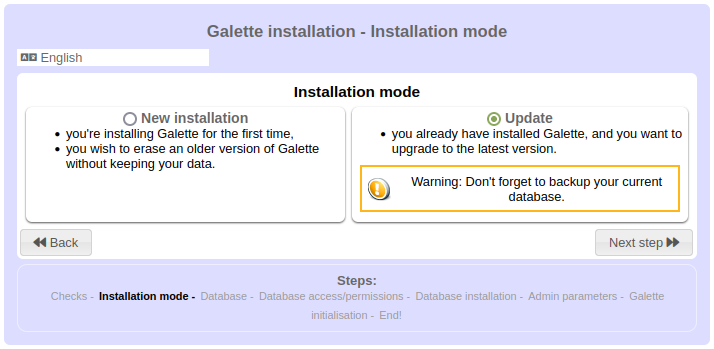 Galette installation - Installation mode
English
Installation mode
New installation
you're installing Galette for the first time,
you wish to erase an older version of Galette
without keeping your data.
Update
you already have installed Galette, and you want to
upgrade to the latest version.
Warning: Don't forget to backup your current
database.
Back
Next step
Steps:
Checks - Installation mode - Database - Database access/permissions - Database installation - Admin parameters - Galette
initialisation - End!